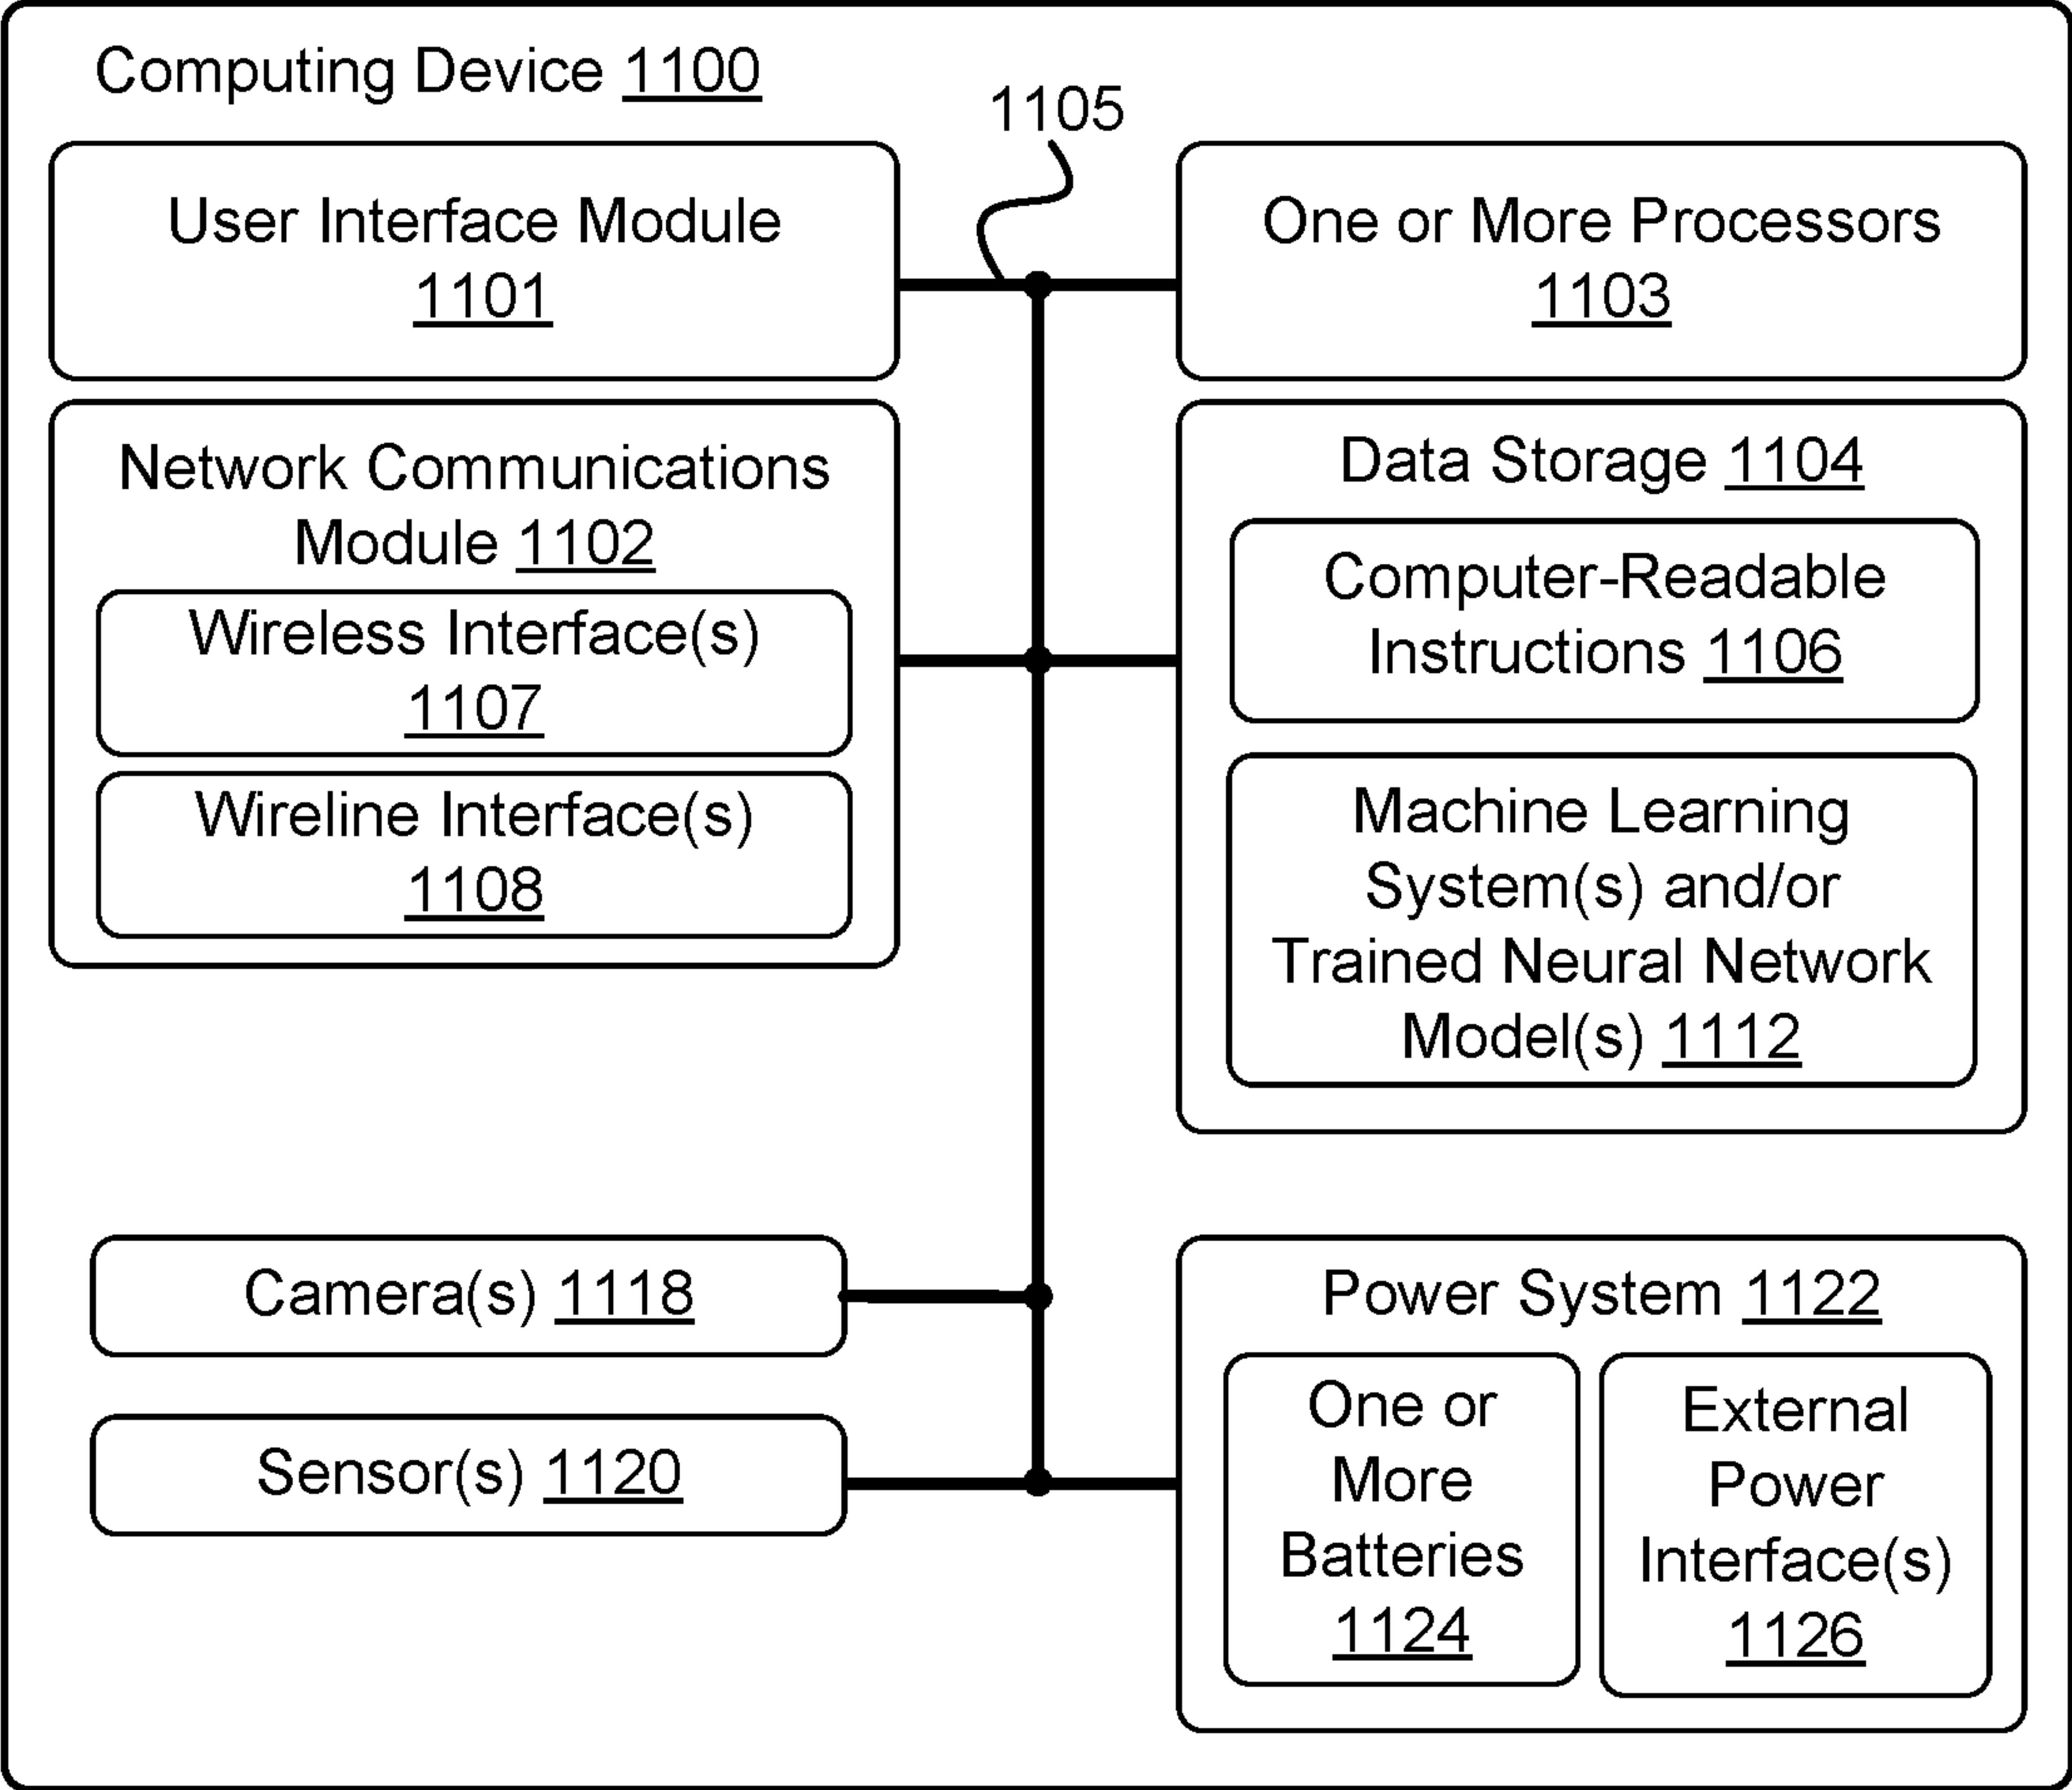 Computing Device 1100
1105
User Interface Module
1101
One or More Processors
1103
Network Communications
Module 1102
Wireless Interface(s)
1107
Wireline Interface(s)
1108
Data Storage 1104
Computer-Readable
Instructions 1106
Machine Learning
System(s) and/or
Trained Neural Network
Model(s) 1112
Camera(s) 1118
Sensor(s) 1120
Power System 1122
One or
More
Batteries
1124
External
Power
Interface(s)
1126